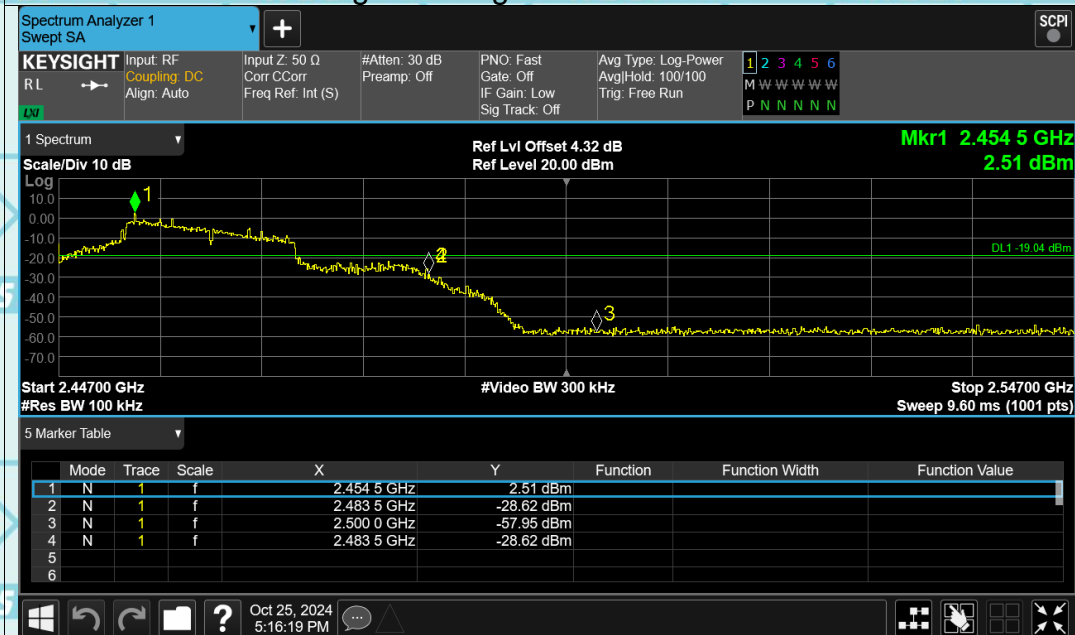 Spectrum Analyzer 1
Swept SA
+
SCPI
KEYSIGHT
R L
LXI
Input: RF
Coupling: DC
Align: Auto
Input Z: 50 Ω
Corr CCorr
Freq Ref: Int (S)
#Atten: 30 dB
Preamp: Off
PNO: Fast
Gate: Off
IF Gain: Low
Sig Track: Off
Avg Type: Log-Power
Avg|Hold: 100/100
Trig: Free Run
1 2 3 4 5 6
M W W W W W
P N N N N N
1 Spectrum
Scale/Div 10 dB
Ref Lvl Offset 4.32 dB
Ref Level 20.00 dBm
Mkr1 2.454 5 GHz
2.51 dBm
Log
10.0
0.00
-10.0
-20.0
-30.0
-40.0
-50.0
-60.0
-70.0
1
3
DL1 -19.04 dBm
Start 2.44700 GHz
#Video BW 300 kHz
Stop 2.54700 GHz
#Res BW 100 kHz
Sweep 9.60 ms (1001 pts)
5 Marker Table
Mode Trace Scale X Y Function Function Width Function Value
1 N 1 f 2.454 5 GHz 2.51 dBm
2 N 1 f 2.483 5 GHz -28.62 dBm
3 N 1 f 2.500 0 GHz -57.95 dBm
4 N 1 f 2.483 5 GHz -28.62 dBm
5
6
?
Oct 25, 2024
5:16:19 PM